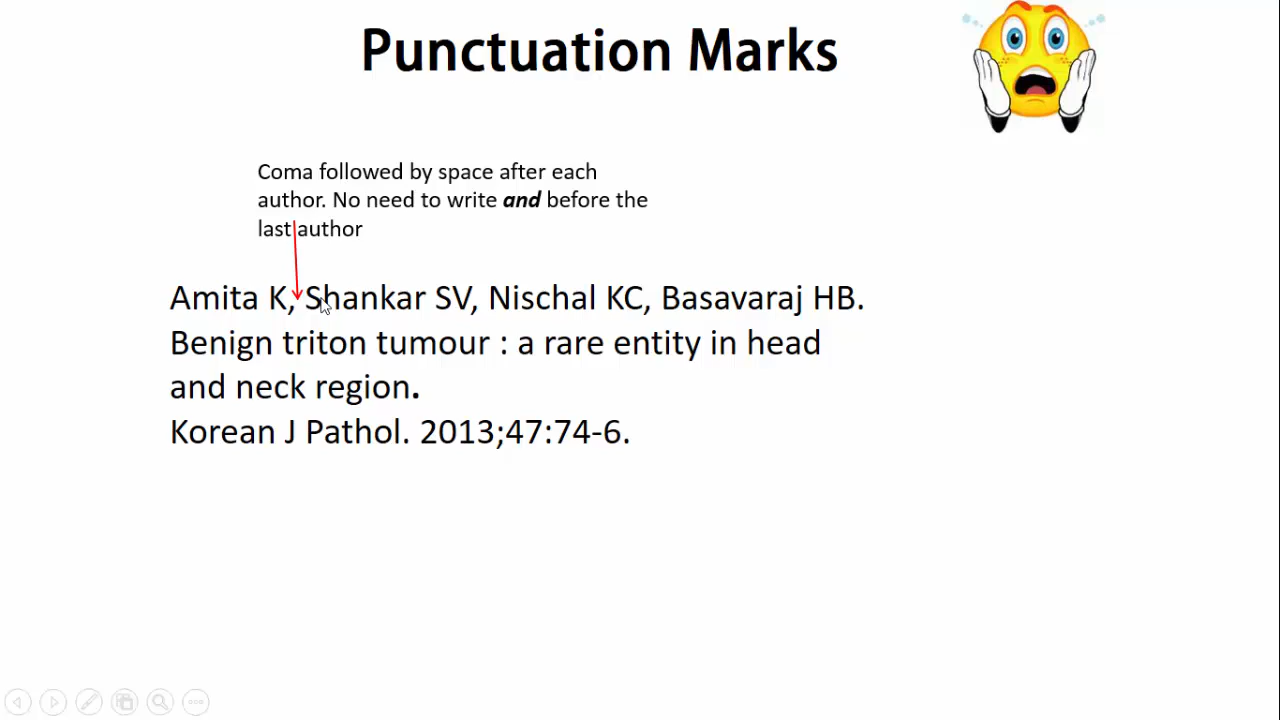 Punctuation Marks
Coma followed by space after each
author. No need to write and before the
last author
Amita K, Shankar SV, Nischal KC, Basavaraj HB.
Benign triton tumour : a rare entity in head
and neck region.
Korean J Pathol. 2013;47:74-6.